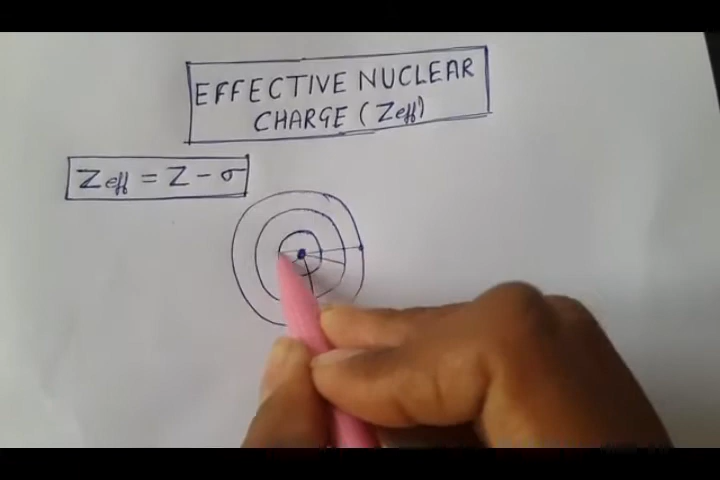 EFFECTIVE NUCLEAR
CHARGE (Zeff)
Zeff = Z - σ